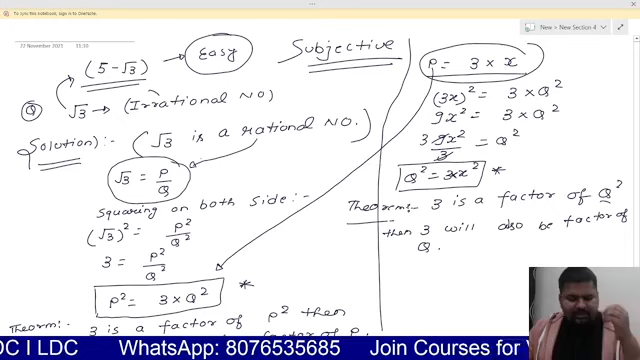 To sync this notebook, sign in to OneNote.
New > New Section 4
22 November 2021 11:30
Subjective
(5 - √3) → Easy
Q √3 → (Irrational NO)
Solution:- (√3 is a rational NO.)
√3 = P/Q
Squaring on both side:-
(√3)² = P²/Q²
3 = P²/Q²
P² = 3 × Q² *
Theorem:- 3 is a factor of P² then
factor of P.
P = 3 × x
(3x)² = 3 × Q²
9x² = 3 × Q²
3 9x²/3 = Q²
Q² = 3x² *
Theorem:- 3 is a factor of Q²
then 3 will also be factor of
Q.
DC I LDC WhatsApp: 8076535685 Join Courses for V